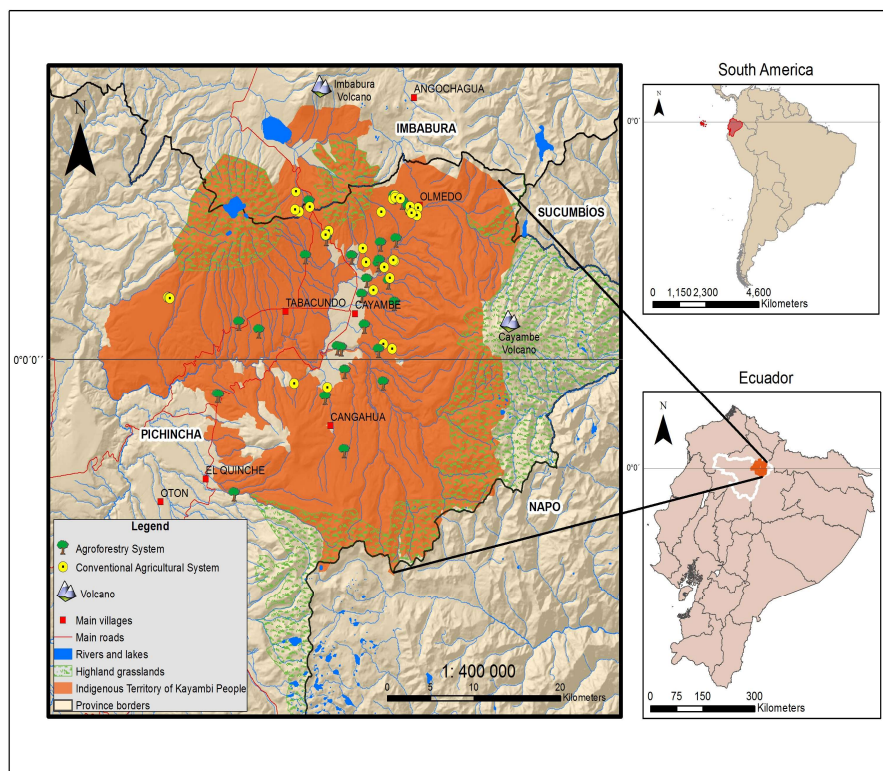 N
Imbabura
Volcano
ANGOCHAGUA
IMBABURA
OLMEDO
SUCUMBÍOS
TABACUNDO
CAYAMBE
Cayambe
Volcano
0°0´0´´
CANGAHUA
PICHINCHA
EL QUINCHE
OTON
NAPO
Legend
Agroforestry System
Conventional Agricultural System
Volcano
Main villages
Main roads
Rivers and lakes
Highland grasslands
Indigenous Territory of Kayambi People
Province borders
1: 400 000
0 5 10 20
Kilometers
South America
N
0°0´
0 1,150 2,300 4,600
Kilometers
Ecuador
N
0°0´
0 75 150 300
Kilometers